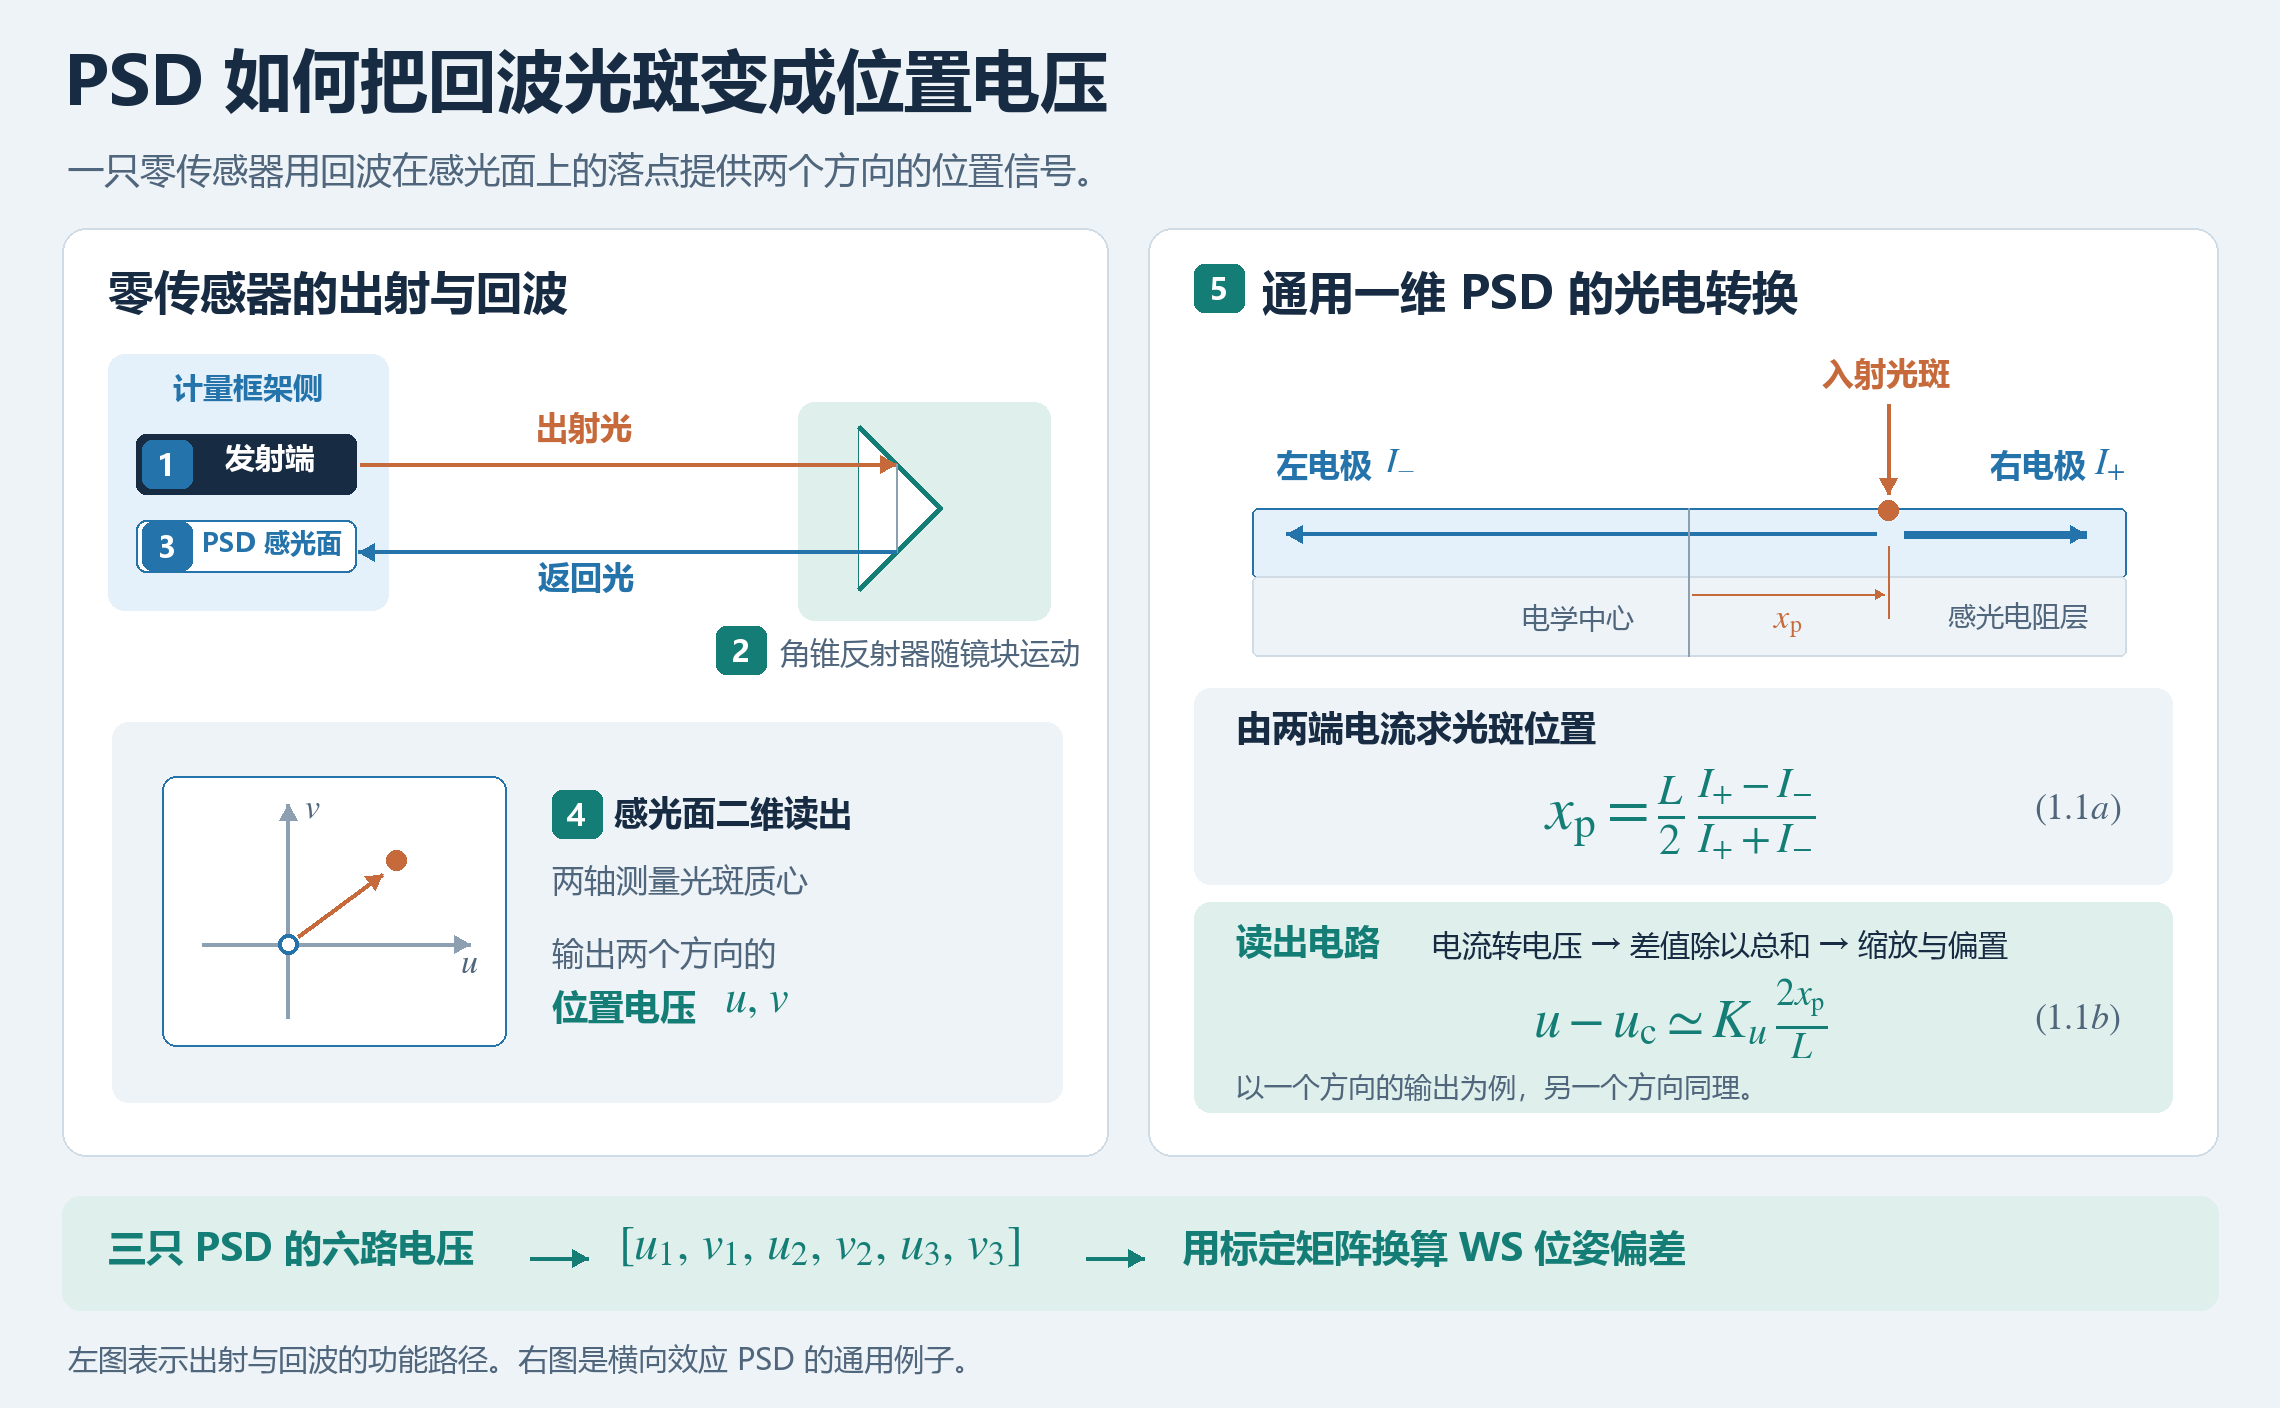 PSD 如何把回波光斑变成位置电压
一只零传感器用回波在感光面上的落点提供两个方向的位置信号。
零传感器的出射与回波
计量框架侧
1 发射端
出射光
3 PSD 感光面
返回光
2 角锥反射器随镜块运动
v
u
4 感光面二维读出
两轴测量光斑质心
输出两个方向的
位置电压 u, v
5 通用一维 PSD 的光电转换
入射光斑
左电极 I₋
右电极 I₊
电学中心
xₚ
感光电阻层
由两端电流求光斑位置
xₚ = L/2 (I₊ − I₋)/(I₊ + I₋) (1.1a)
读出电路 电流转电压 → 差值除以总和 → 缩放与偏置
u − u_c ≃ K_u 2xₚ/L (1.1b)
以一个方向的输出为例，另一个方向同理。
三只 PSD 的六路电压 → [u₁, v₁, u₂, v₂, u₃, v₃] → 用标定矩阵换算 WS 位姿偏差
左图表示出射与回波的功能路径。右图是横向效应 PSD 的通用例子。